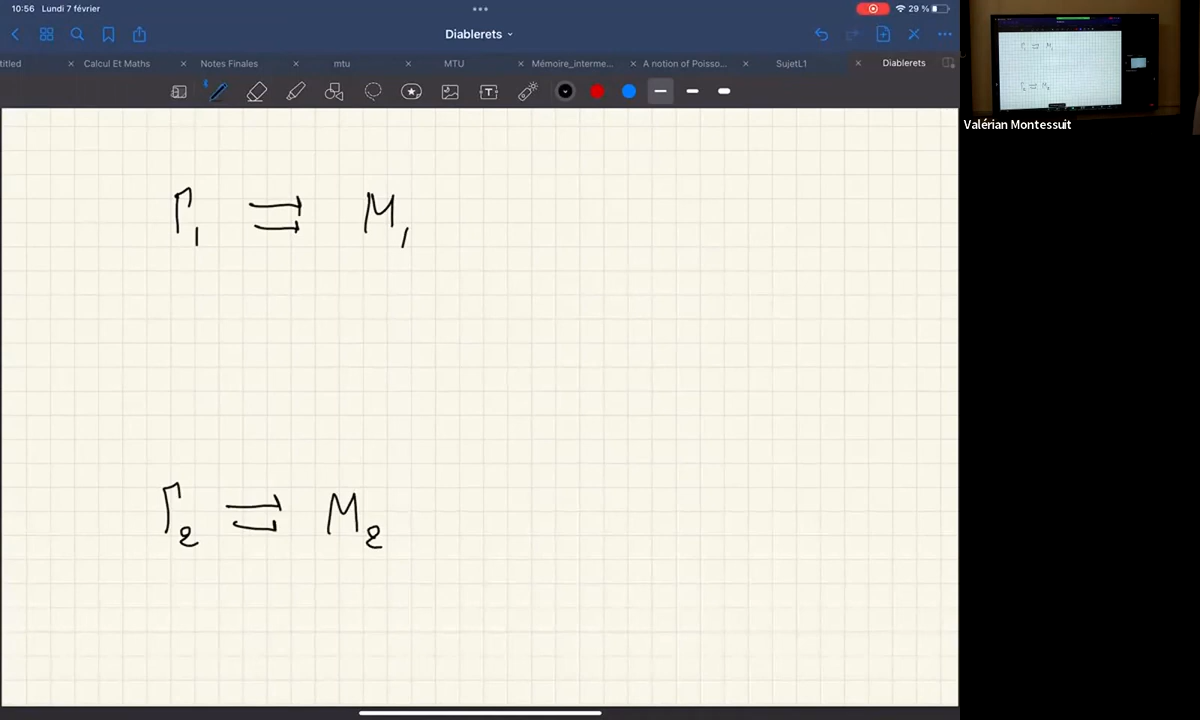 10:56 Lundi 7 février
29 %
Diablerets
titled
Calcul Et Maths
Notes Finales
mtu
MTU
Mémoire_interme...
A notion of Poisso...
SujetL1
Diablerets
Valérian Montessuit
Γ₁ ⇉ M₁
Γ₂ ⇉ M₂